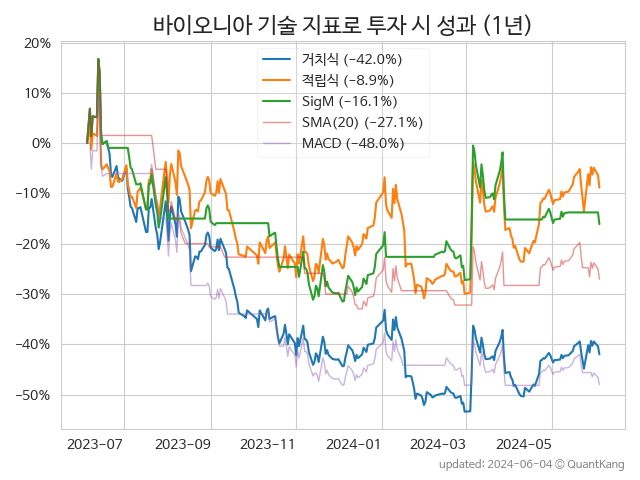 바이오니아 기술 지표로 투자 시 성과 (1년)
20%
10%
0%
−10%
−20%
−30%
−40%
−50%
거치식 (−42.0%)
적립식 (−8.9%)
SigM (−16.1%)
SMA(20) (−27.1%)
MACD (−48.0%)
2023−07
2023−09
2023−11
2024−01
2024−03
2024−05
updated: 2024-06-04 © QuantKang